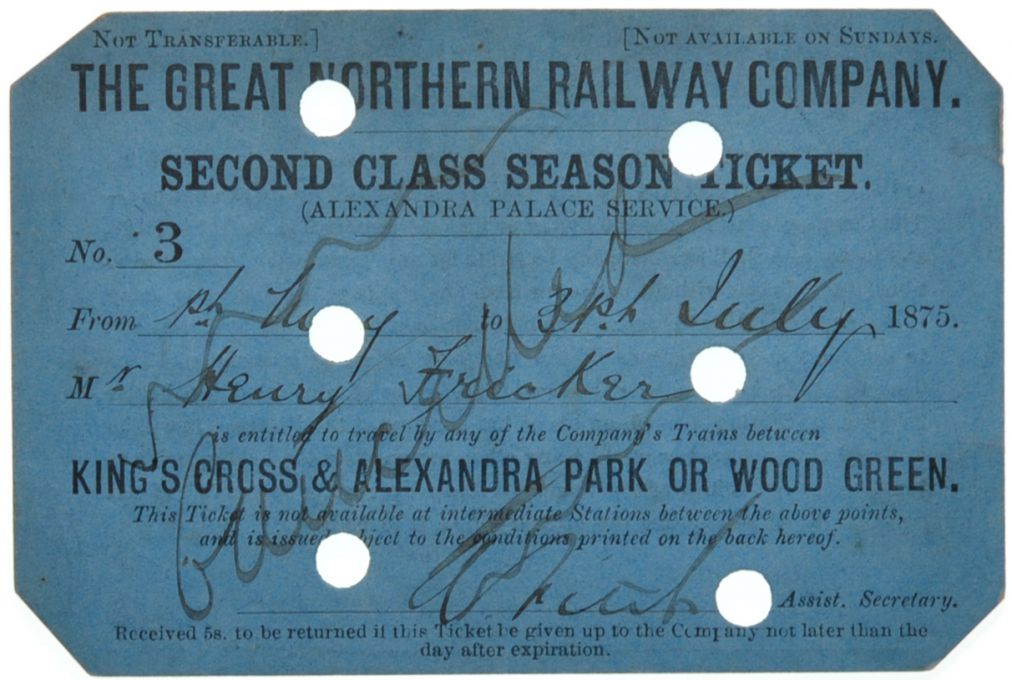 NOT TRANSFERABLE.] [NOT AVAILABLE ON SUNDAYS.
THE GREAT NORTHERN RAILWAY COMPANY.
SECOND CLASS SEASON TICKET.
(ALEXANDRA PALACE SERVICE.)
No. 3
From 1st May to 31st July 1875.
Mr Henry Fricker
is entitled to travel by any of the Company's Trains between
KING'S CROSS & ALEXANDRA PARK OR WOOD GREEN.
This Ticket is not available at intermediate Stations between the above points,
and is issued subject to the conditions printed on the back hereof.
Assist. Secretary.
Received 5s. to be returned if this Ticket be given up to the Company not later than the
day after expiration.